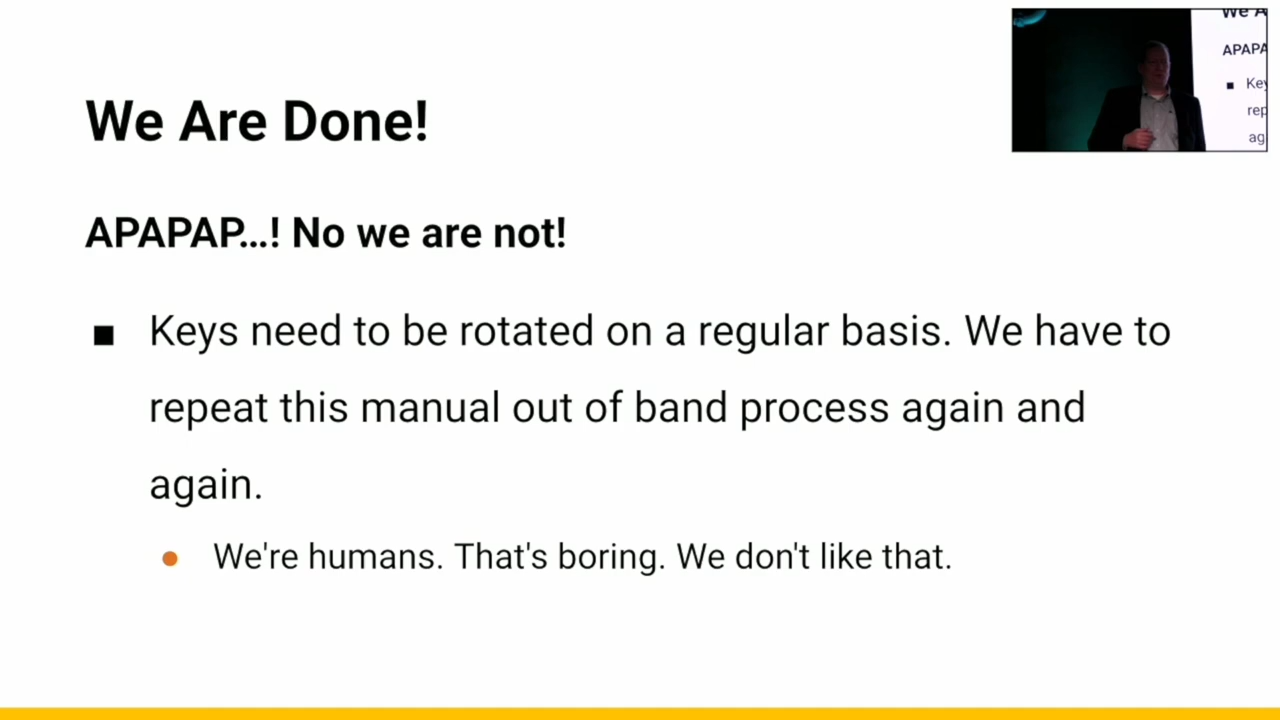 We Are Done!
APAPAP...! No we are not!
■ Keys need to be rotated on a regular basis. We have to
repeat this manual out of band process again and
again.
● We're humans. That's boring. We don't like that.
We A
APAPA
■ Key
rep
ag